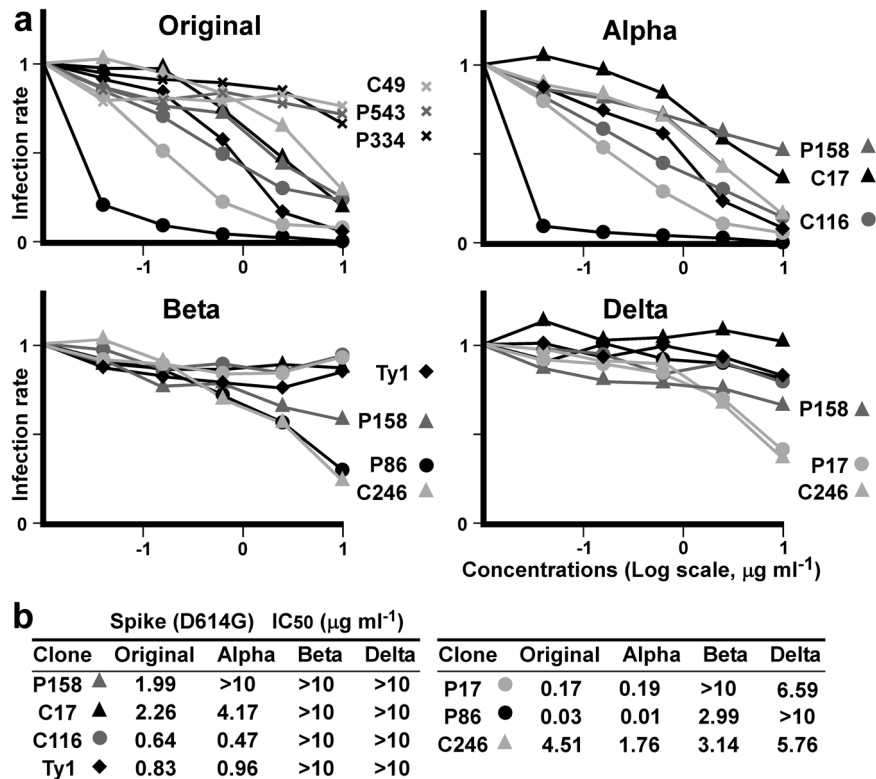 a
Original
Alpha
Infection rate
1
0
-1
0
1
C49
P543
P334
1
0
-1
0
1
P158
C17
C116
Beta
Delta
Infection rate
1
0
-1
0
1
Ty1
P158
P86
C246
1
0
-1
0
1
P158
P17
C246
Concentrations (Log scale, μg ml-1)
b
Spike (D614G) IC50 (μg ml-1)
Clone Original Alpha Beta Delta
P158 1.99 >10 >10 >10
C17 2.26 4.17 >10 >10
C116 0.64 0.47 >10 >10
Ty1 0.83 0.96 >10 >10
Clone Original Alpha Beta Delta
P17 0.17 0.19 >10 6.59
P86 0.03 0.01 2.99 >10
C246 4.51 1.76 3.14 5.76